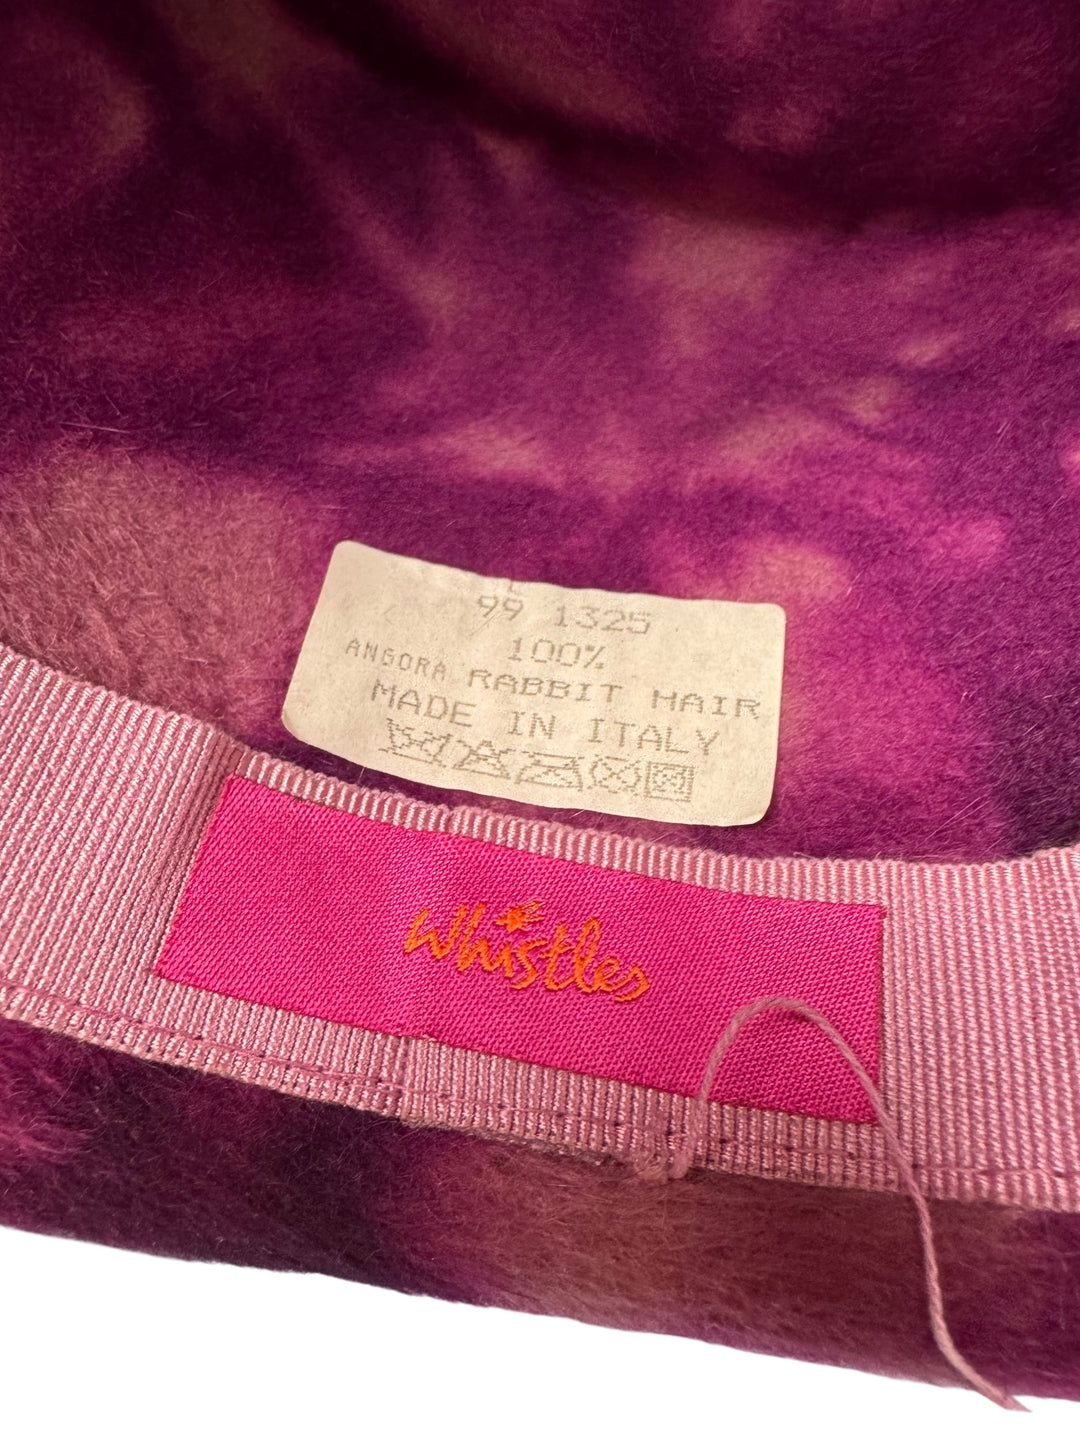 L
99 1325
100%
ANGORA RABBIT HAIR
MADE IN ITALY
Whistles